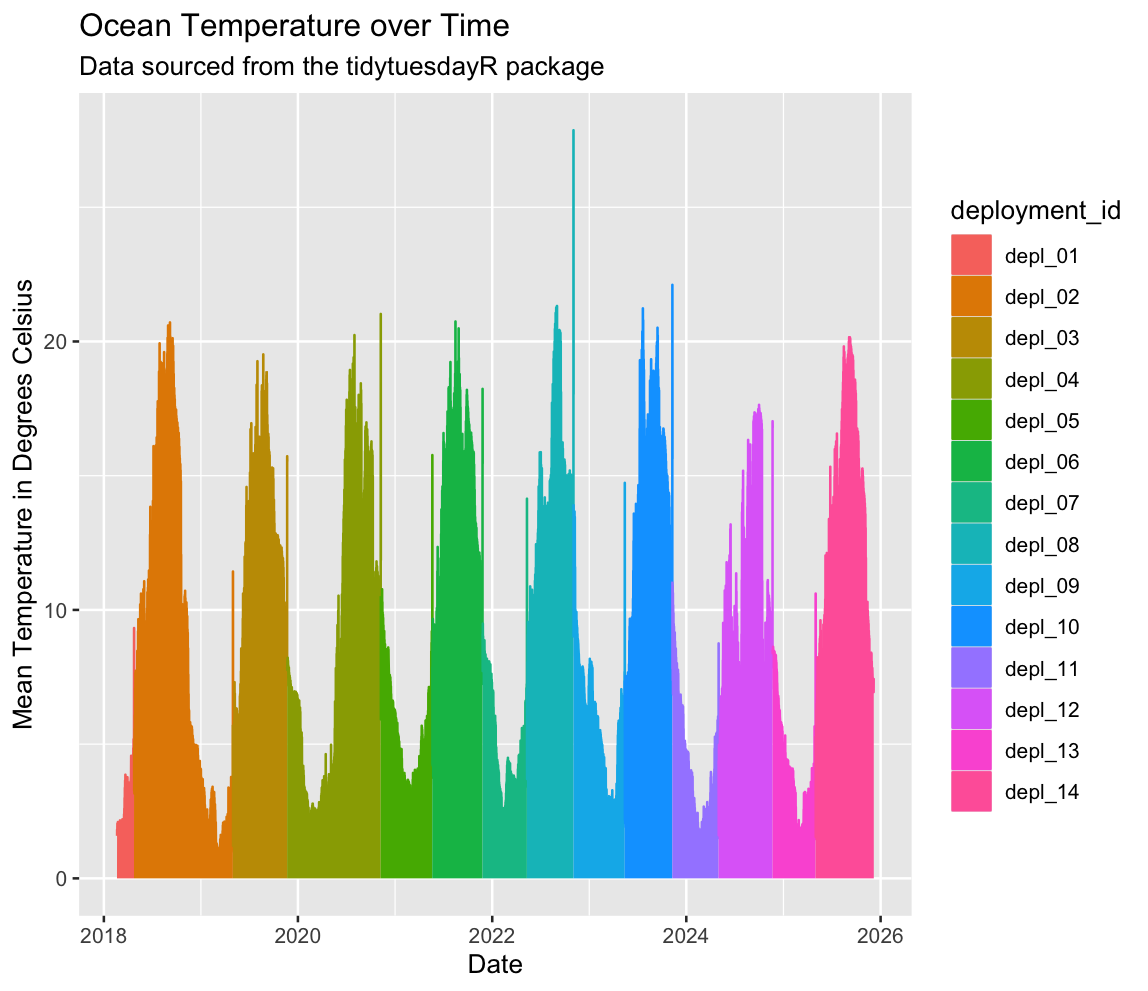 Ocean Temperature over Time
Data sourced from the tidytuesdayR package
Mean Temperature in Degrees Celsius
20
10
0
2018 2020 2022 2024 2026
Date
deployment_id
depl_01
depl_02
depl_03
depl_04
depl_05
depl_06
depl_07
depl_08
depl_09
depl_10
depl_11
depl_12
depl_13
depl_14